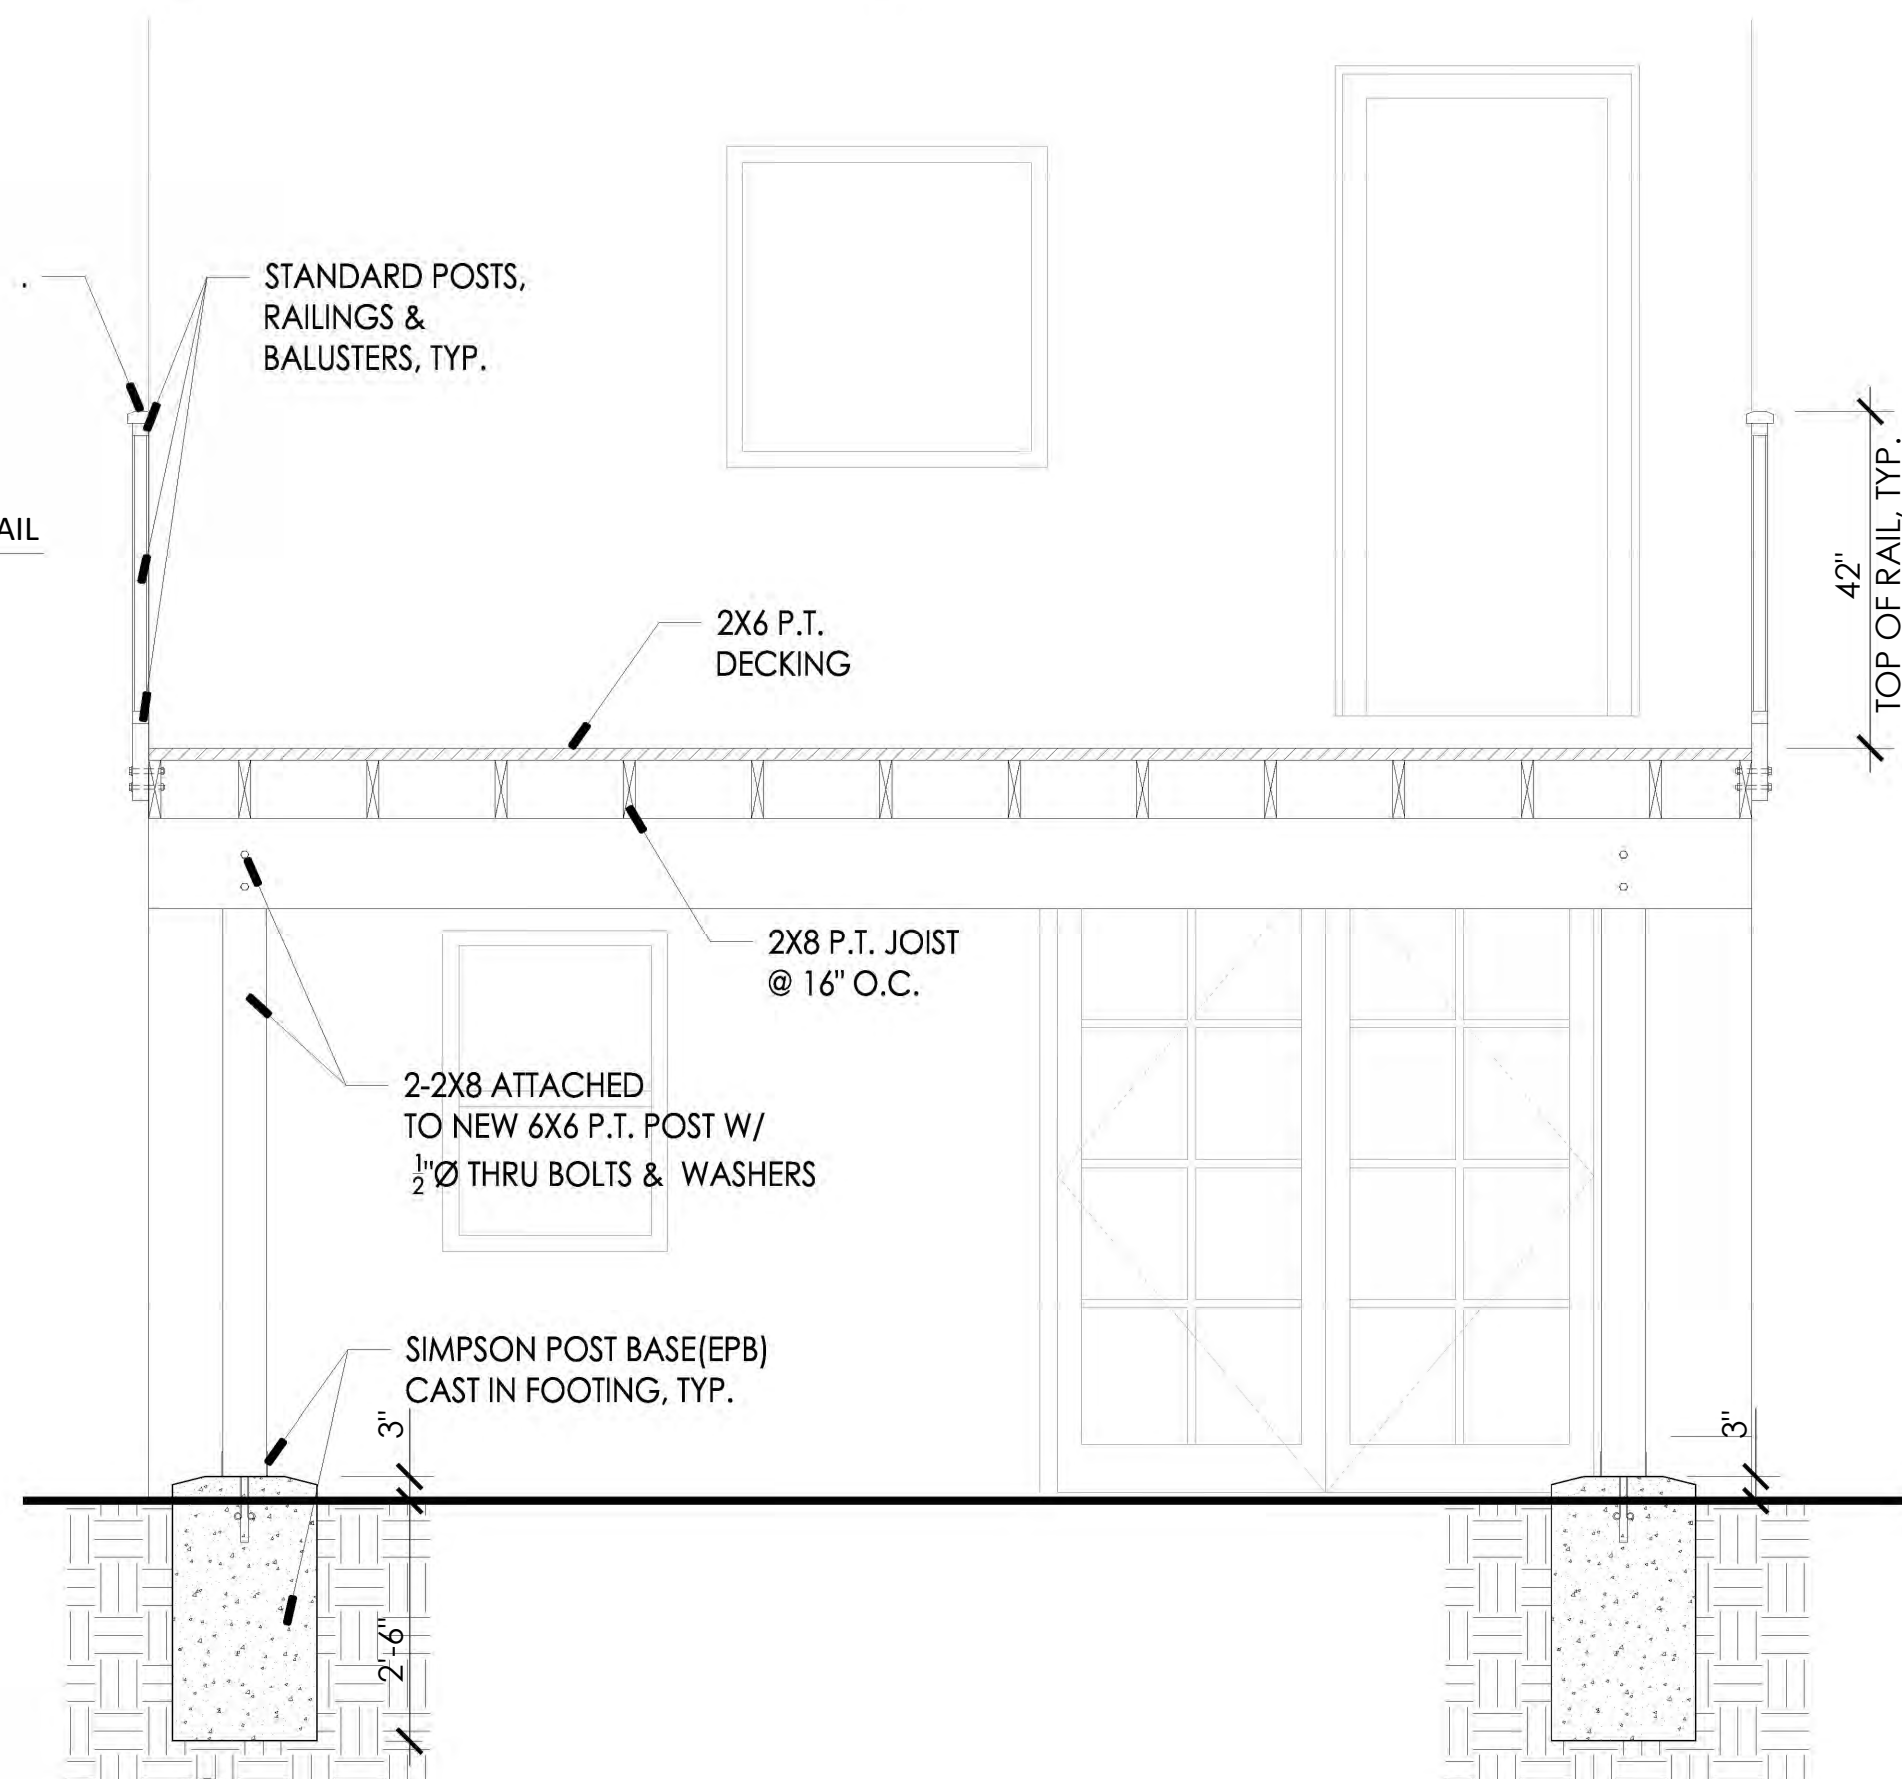 .
STANDARD POSTS,
RAILINGS &
BALUSTERS, TYP.
AIL
42"
TOP OF RAIL, TYP.
2X6 P.T.
DECKING
2X8 P.T. JOIST
@ 16" O.C.
2-2X8 ATTACHED
TO NEW 6X6 P.T. POST W/
1/2"Ø THRU BOLTS & WASHERS
SIMPSON POST BASE(EPB)
CAST IN FOOTING, TYP.
3"
3"
2'-6"